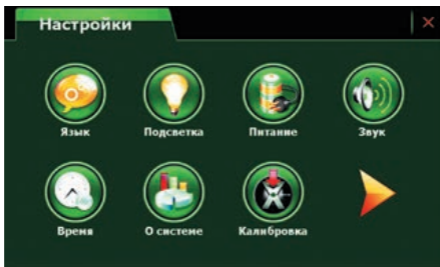 Настройки
Язык
Подсветка
Питание
Звук
Время
О системе
Калибровка